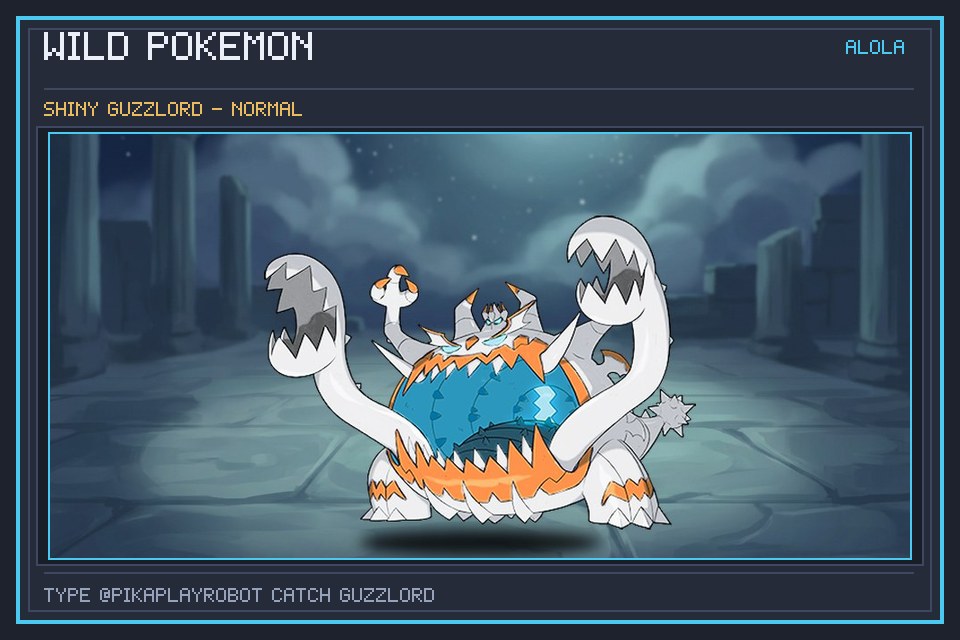 WILD POKEMON
ALOLA
SHINY GUZZLORD - NORMAL
TYPE @PIKAPLAYROBOT CATCH GUZZLORD